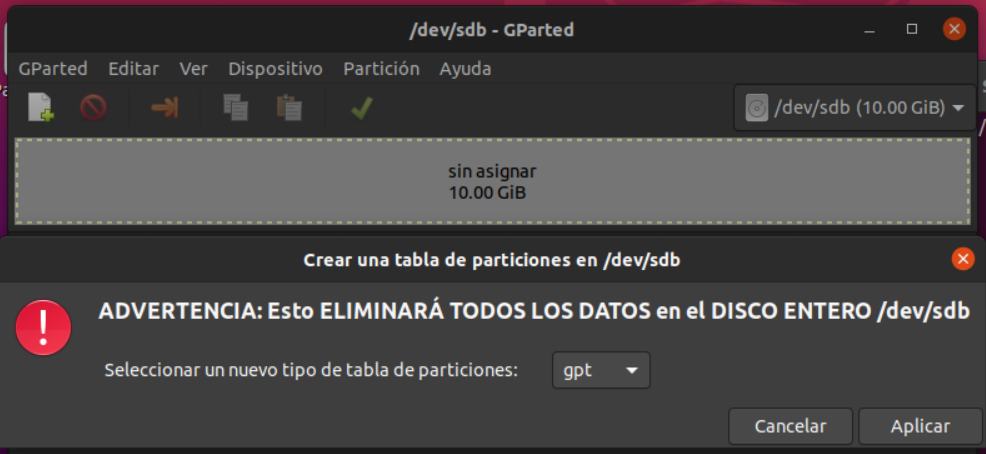 /dev/sdb - GParted
GParted Editar Ver Dispositivo Partición Ayuda
/dev/sdb (10.00 GiB)
sin asignar
10.00 GiB
Crear una tabla de particiones en /dev/sdb
ADVERTENCIA: Esto ELIMINARÁ TODOS LOS DATOS en el DISCO ENTERO /dev/sdb
Seleccionar un nuevo tipo de tabla de particiones: gpt
Cancelar Aplicar